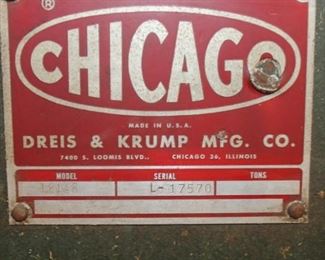 ®
CHICAGO
MADE IN U.S.A.
DREIS & KRUMP MFG. CO.
7400 S. LOOMIS BLVD., CHICAGO 36, ILLINOIS
MODEL SERIAL TONS
L-17570